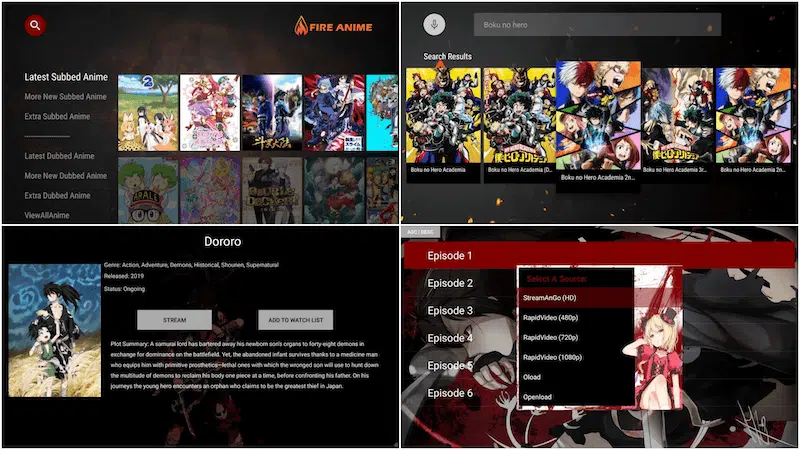 FIRE ANIME
Latest Subbed Anime
More New Subbed Anime
Extra Subbed Anime
Latest Dubbed Anime
More New Dubbed Anime
Extra Dubbed Anime
ViewAllAnime
2
ARALE
Boku no hero
Search Results
Boku no Hero Academia
Boku no Hero Academia (D...
Boku no Hero Academia 2n...
Boku no Hero Academia 3r...
Boku no Hero Academia 2n...
Dororo
Genre: Action, Adventure, Demons, Historical, Shounen, Supernatural
Released: 2019
Status: Ongoing
STREAM
ADD TO WATCH LIST
Plot Summary: A samurai lord has bartered away his newborn son's organs to forty-eight demons in
exchange for dominance on the battlefield. Yet, the abandoned infant survives thanks to a medicine man
who equips him with primitive prosthetics—lethal ones with which the wronged son will use to hunt down
the multitude of demons to reclaim his body one piece at a time, before confronting his father. On his
journeys the young hero encounters an orphan who claims to be the greatest thief in Japan.
Episode 1
Episode 2
Episode 3
Episode 4
Episode 5
Episode 6
Select A Source:
StreamAnGo (HD)
RapidVideo (480p)
RapidVideo (720p)
RapidVideo (1080p)
Oload
Openload